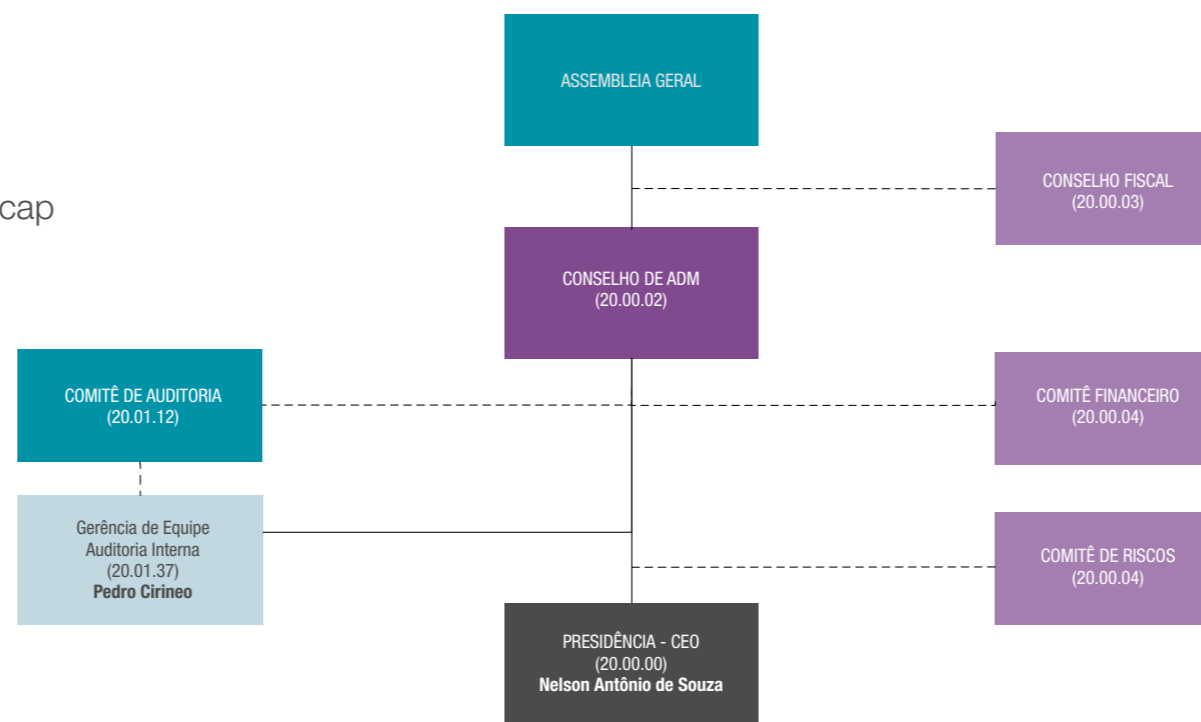 ASSEMBLEIA GERAL
CONSELHO FISCAL
(20.00.03)
cap
CONSELHO DE ADM
(20.00.02)
COMITÊ DE AUDITORIA
(20.01.12)
COMITÊ FINANCEIRO
(20.00.04)
Gerência de Equipe
Auditoria Interna
(20.01.37)
Pedro Cirineo
COMITÊ DE RISCOS
(20.00.04)
PRESIDÊNCIA - CEO
(20.00.00)
Nelson Antônio de Souza